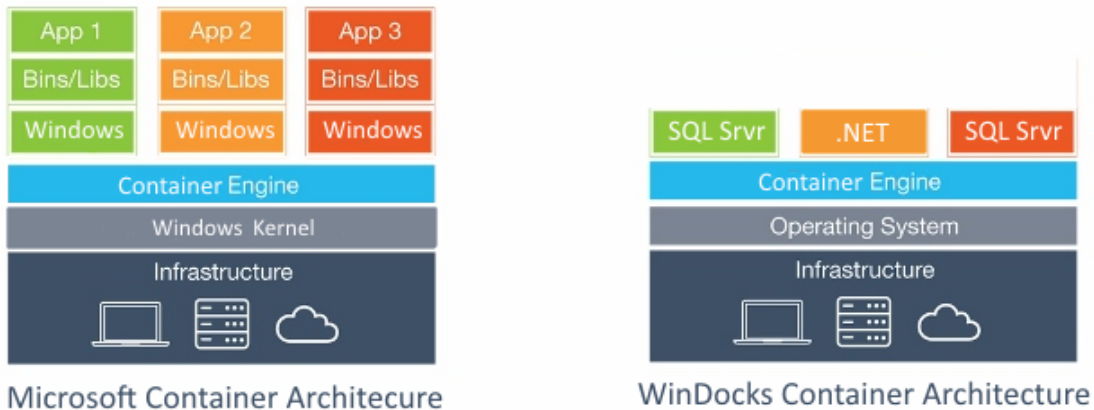 App 1 App 2 App 3
Bins/Libs Bins/Libs Bins/Libs
Windows Windows Windows
Container Engine
Windows Kernel
Infrastructure
Microsoft Container Architecure
SQL Srvr .NET SQL Srvr
Container Engine
Operating System
Infrastructure
WinDocks Container Architecture